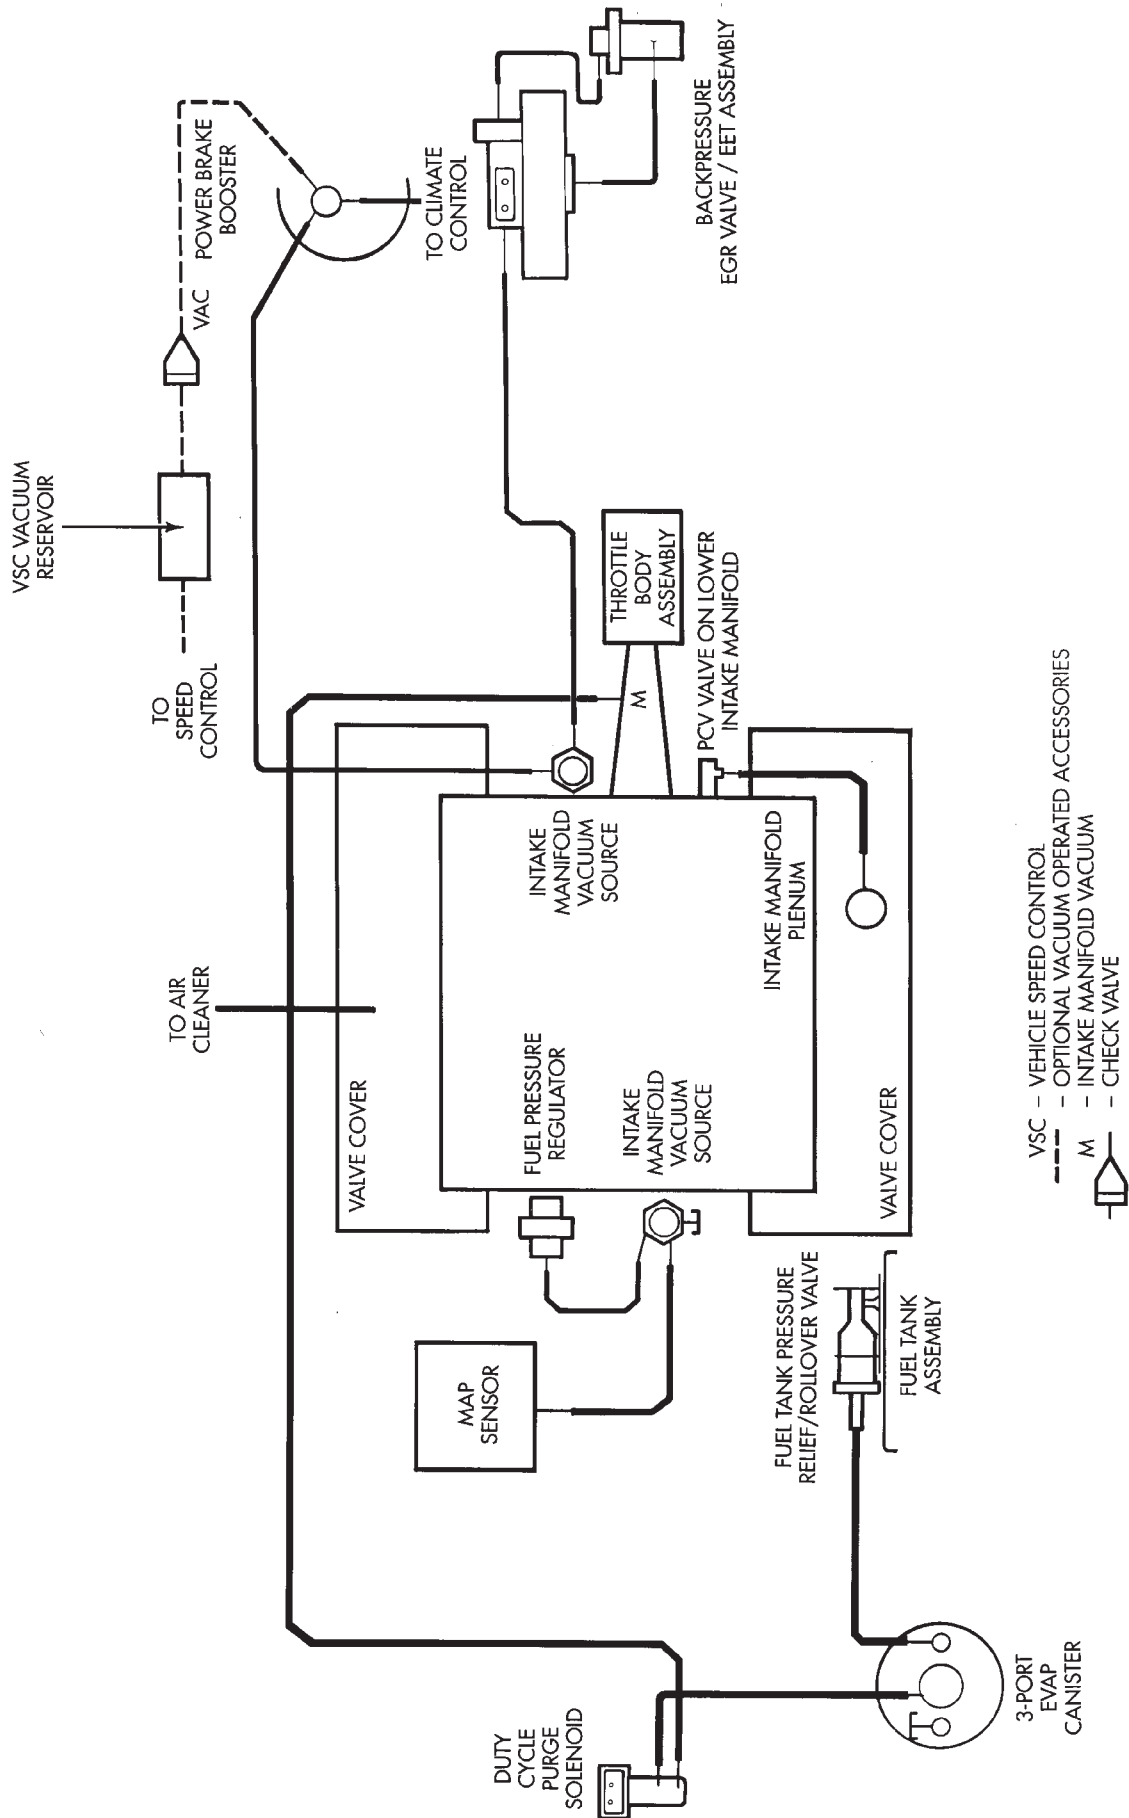 VSC VACUUM
RESERVOIR
TO
SPEED
CONTROL
VAC
POWER BRAKE
BOOSTER
TO CLIMATE
CONTROL
BACKPRESSURE
EGR VALVE / EET ASSEMBLY
TO AIR
CLEANER
VALVE COVER
FUEL PRESSURE
REGULATOR
INTAKE
MANIFOLD
VACUUM
SOURCE
INTAKE
MANIFOLD
VACUUM
SOURCE
M
THROTTLE
BODY
ASSEMBLY
PCV VALVE ON LOWER
INTAKE MANIFOLD
INTAKE MANIFOLD
PLENUM
VALVE COVER
MAP
SENSOR
DUTY
CYCLE
PURGE
SOLENOID
FUEL TANK PRESSURE
RELIEF/ROLLOVER VALVE
FUEL TANK
ASSEMBLY
3-PORT
EVAP
CANISTER
VSC – VEHICLE SPEED CONTROL
– OPTIONAL VACUUM OPERATED ACCESSORIES
M – INTAKE MANIFOLD VACUUM
– CHECK VALVE